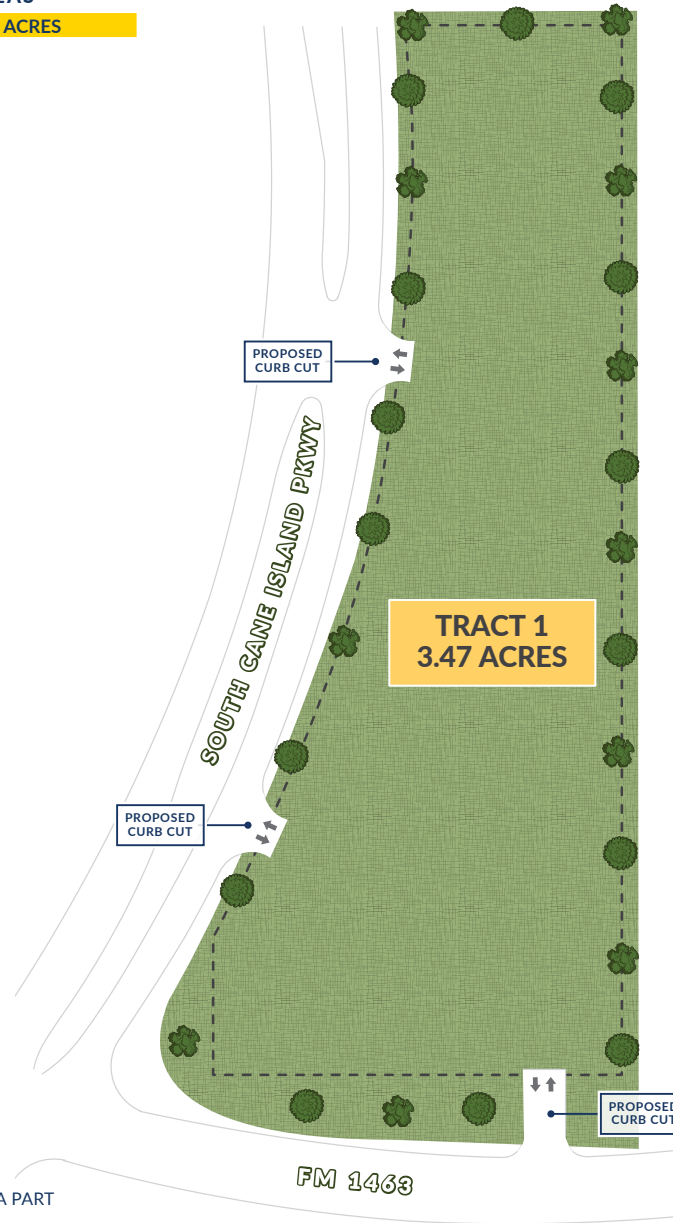 ACRES
PROPOSED
CURB CUT
SOUTH CANE ISLAND PKWY
TRACT 1
3.47 ACRES
PROPOSED
CURB CUT
PROPOSED
CURB CUT
FM 1463
A PART